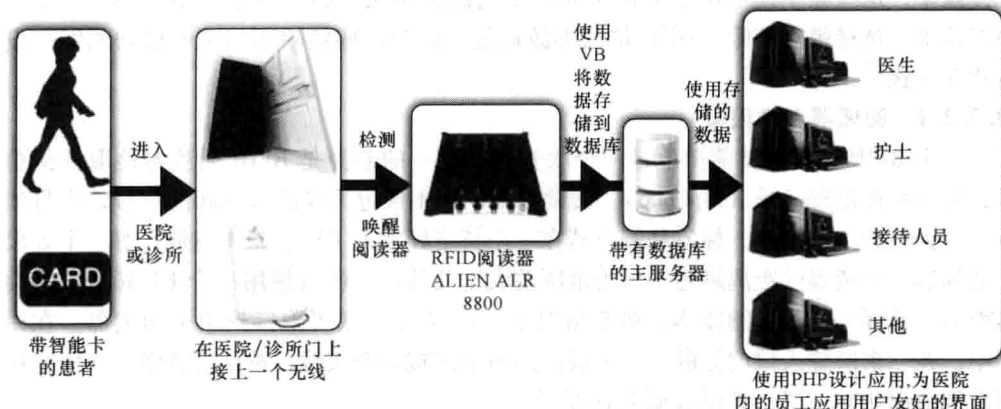 CARD
带智能卡
的患者
进入
医院
或诊所
在医院/诊所门上
接上一个无线
检测
唤醒
阅读器
RFID阅读器
ALIEN ALR
8800
使用
VB
将数
据存
储到
数据库
带有数据库
的主服务器
使用存
储的
数据
医生
护士
接待人员
其他
使用PHP设计应用,为医院
内的员工应用用户友好的界面